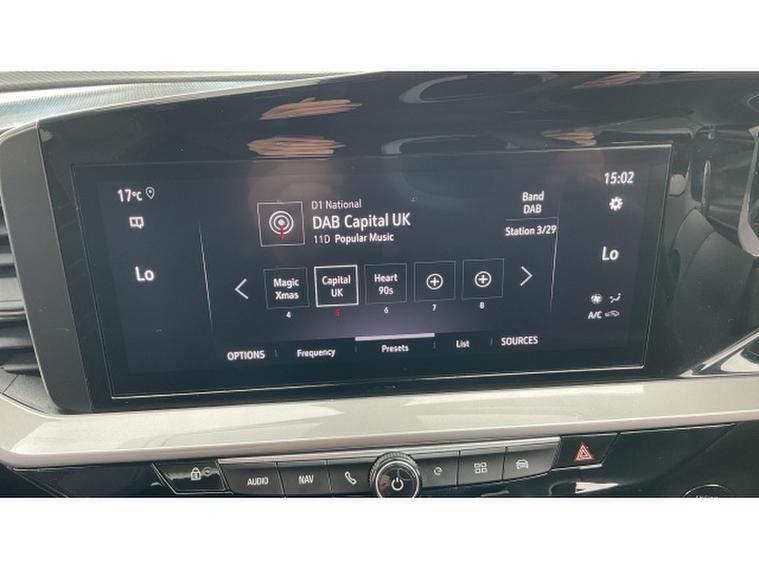 17°C
15:02
D1 National
DAB Capital UK
11D Popular Music
Band
DAB
Station 3/29
Lo
Lo
Magic
Xmas
4
Capital
UK
5
Heart
90s
6
7
8
A/C
OPTIONS
Frequency
Presets
List
SOURCES
AUDIO
NAV